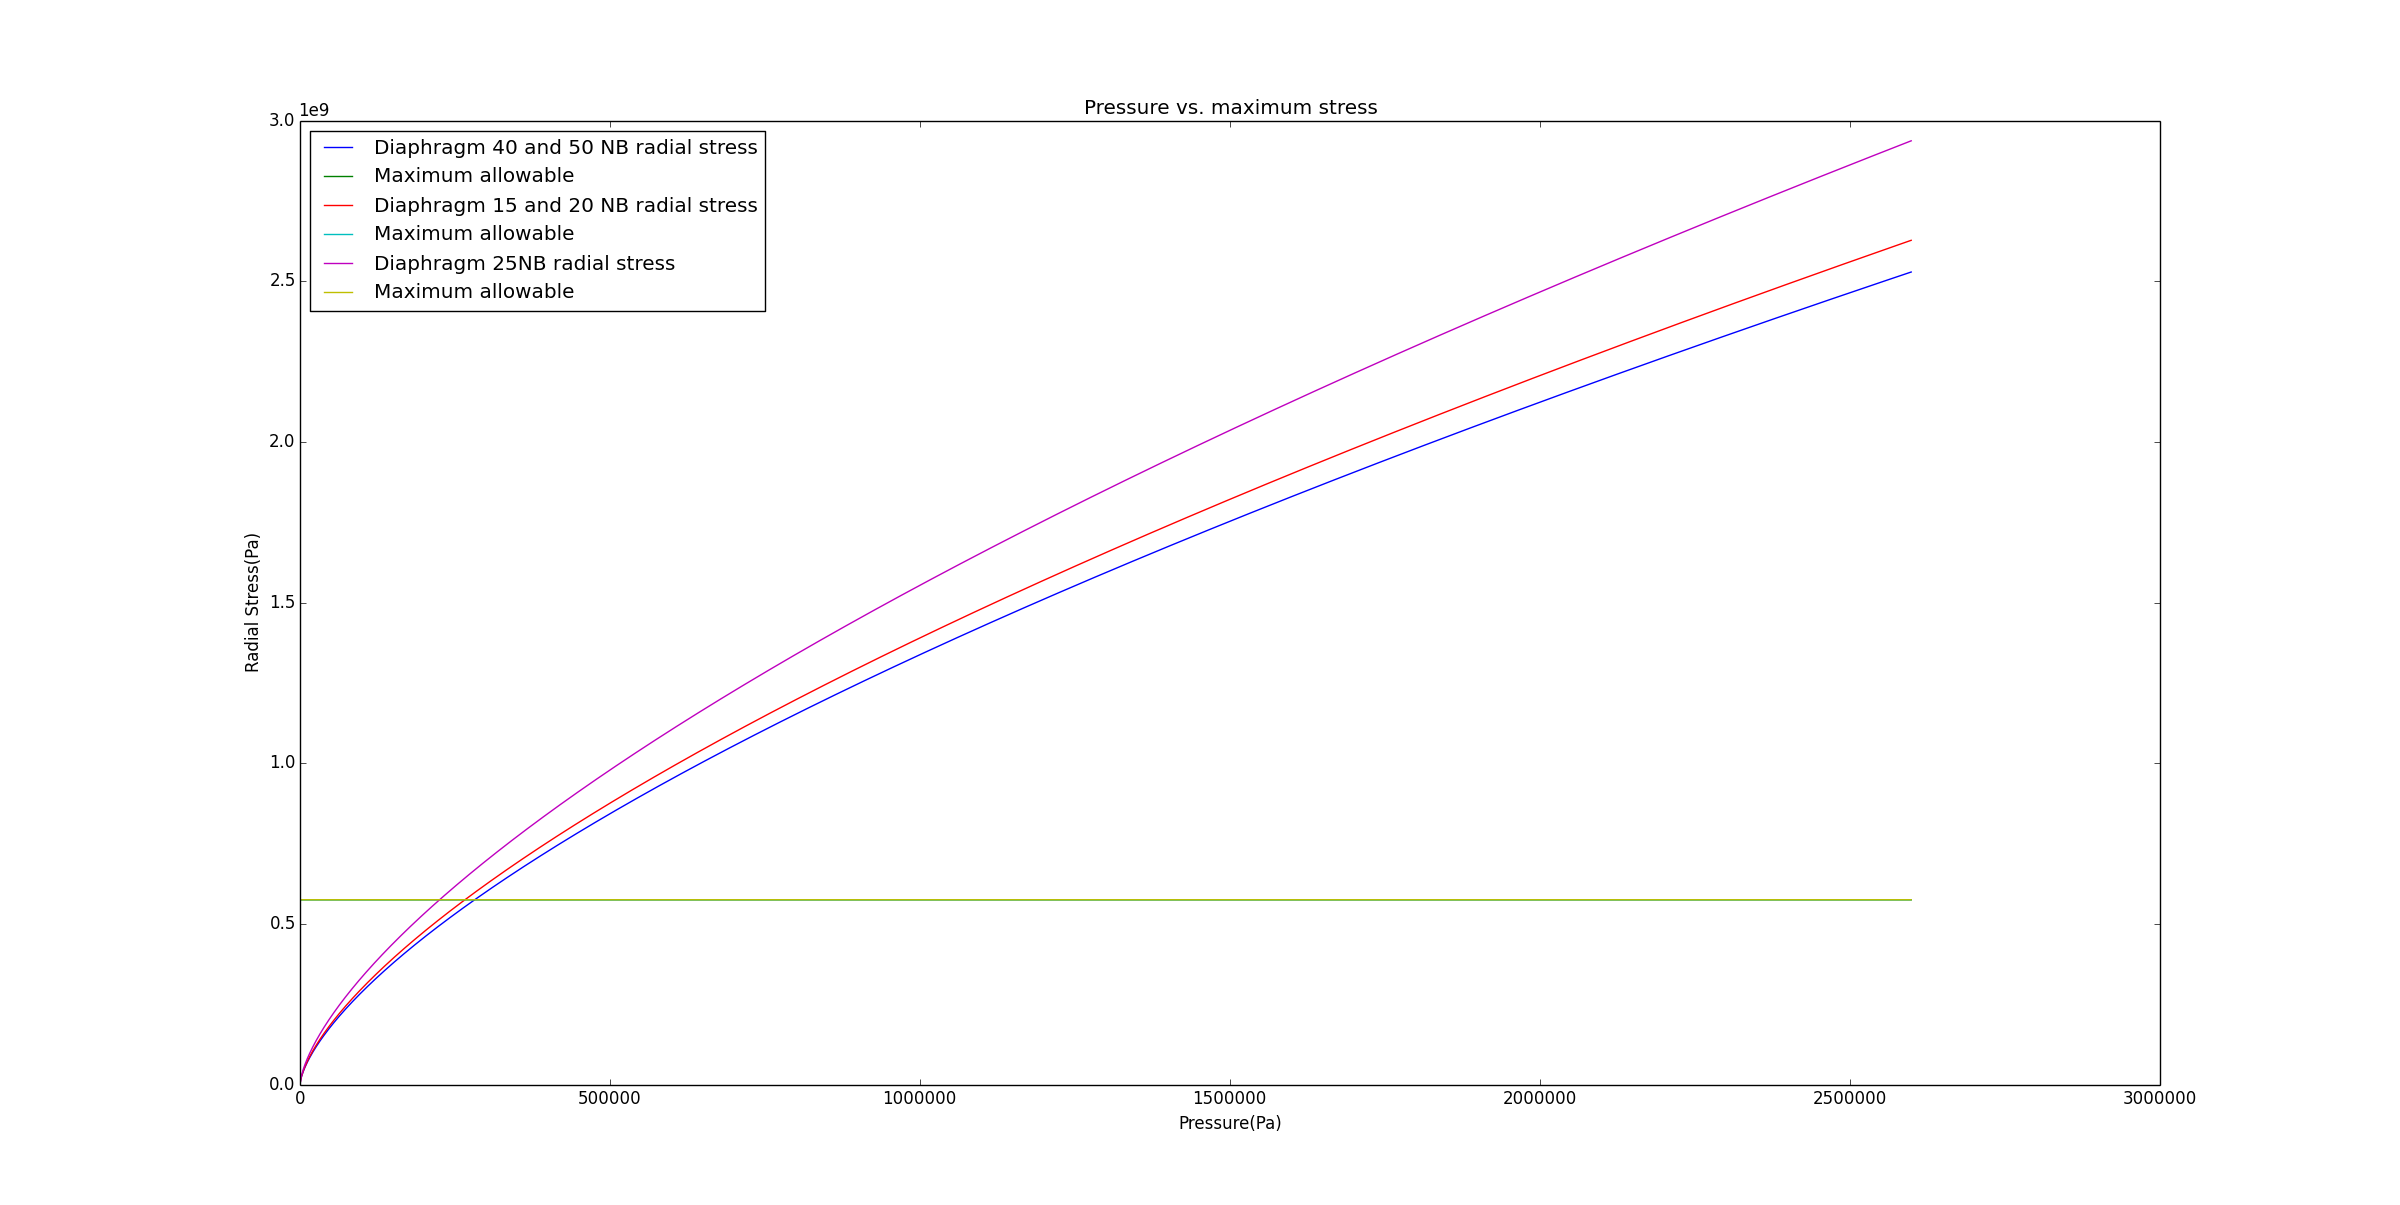 Pressure vs. maximum stress
1e9
3.0
2.5
2.0
1.5
1.0
0.5
0.0
Radial Stress(Pa)
Diaphragm 40 and 50 NB radial stress
Maximum allowable
Diaphragm 15 and 20 NB radial stress
Maximum allowable
Diaphragm 25NB radial stress
Maximum allowable
0 500000 1000000 1500000 2000000 2500000 3000000
Pressure(Pa)